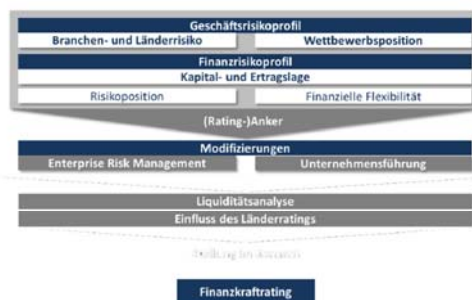 Geschäftsrisikoprofil
Branchen- und Länderrisiko Wettbewerbsposition
Finanzrisikoprofil
Kapital- und Ertragslage
Risikoposition Finanzielle Flexibilität
(Rating-)Anker
Modifizierungen
Enterprise Risk Management Unternehmensführung
Liquiditätsanalyse
Einfluss des Länderratings
Finanzkraftrating